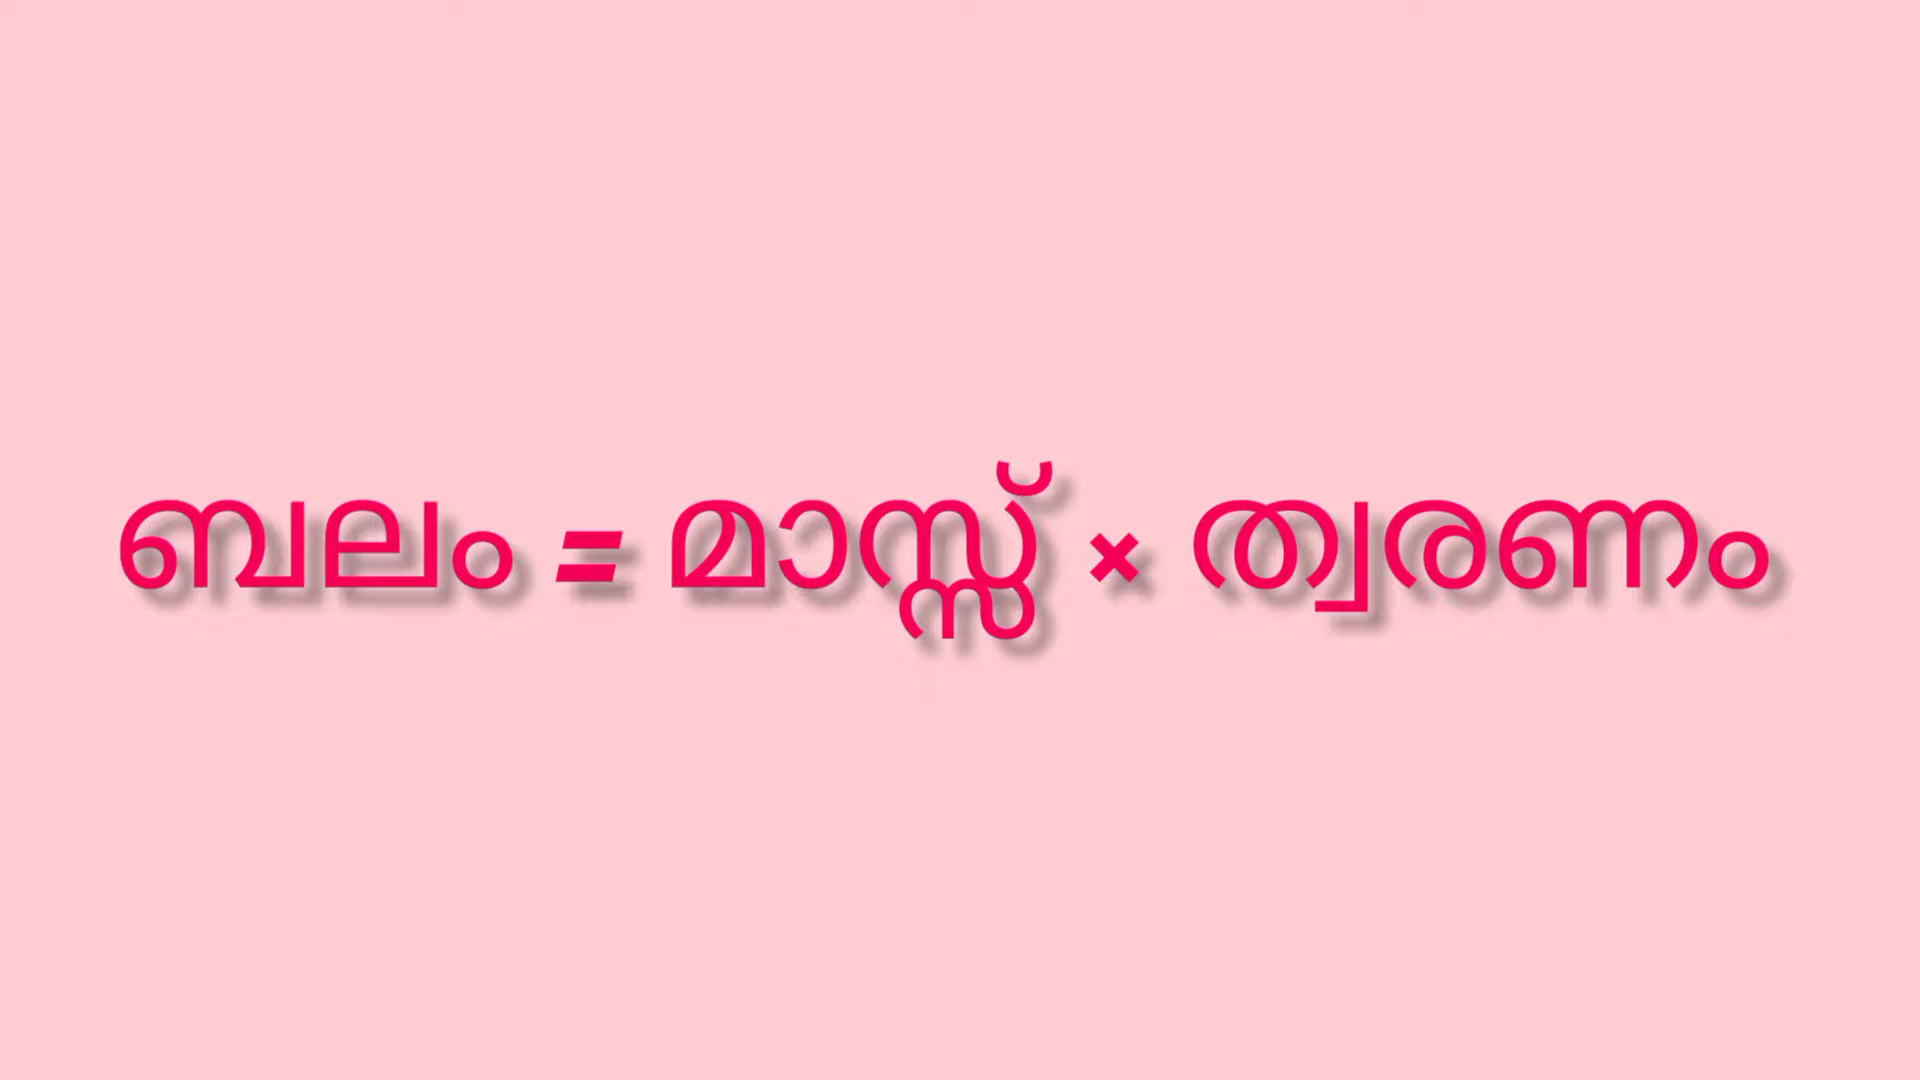 ബലം = മാസ്സ് × ത്വരണം